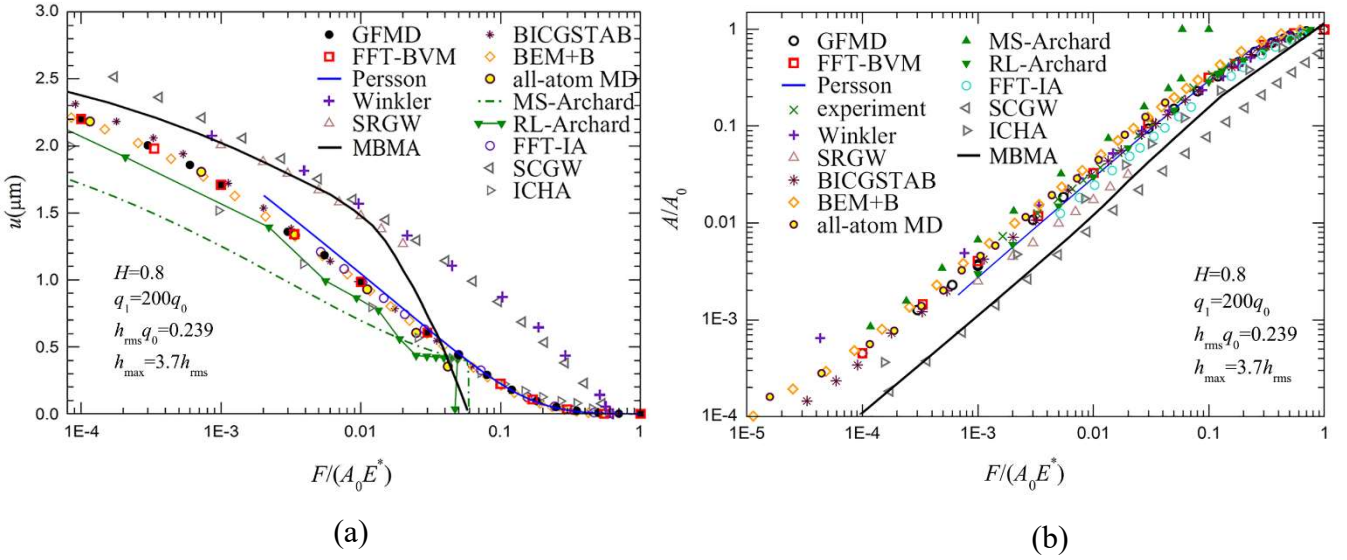 u(μm)
3.0
2.5
2.0
1.5
1.0
0.5
0.0
1E-4
1E-3
0.01
0.1
1
F/(A₀E*)
GFMD
FFT-BVM
Persson
Winkler
SRGW
MBMA
BICGSTAB
BEM+B
all-atom MD
MS-Archard
RL-Archard
FFT-IA
SCGW
ICHA
H=0.8
q₁=200q₀
hrmsq₀=0.239
hmax=3.7hrms
(a)
A/A₀
1
0.1
0.01
1E-3
1E-4
1E-5
1E-4
1E-3
0.01
0.1
1
F/(A₀E*)
GFMD
FFT-BVM
Persson
experiment
Winkler
SRGW
BICGSTAB
BEM+B
all-atom MD
MS-Archard
RL-Archard
FFT-IA
SCGW
ICHA
MBMA
H=0.8
q₁=200q₀
hrmsq₀=0.239
hmax=3.7hrms
(b)